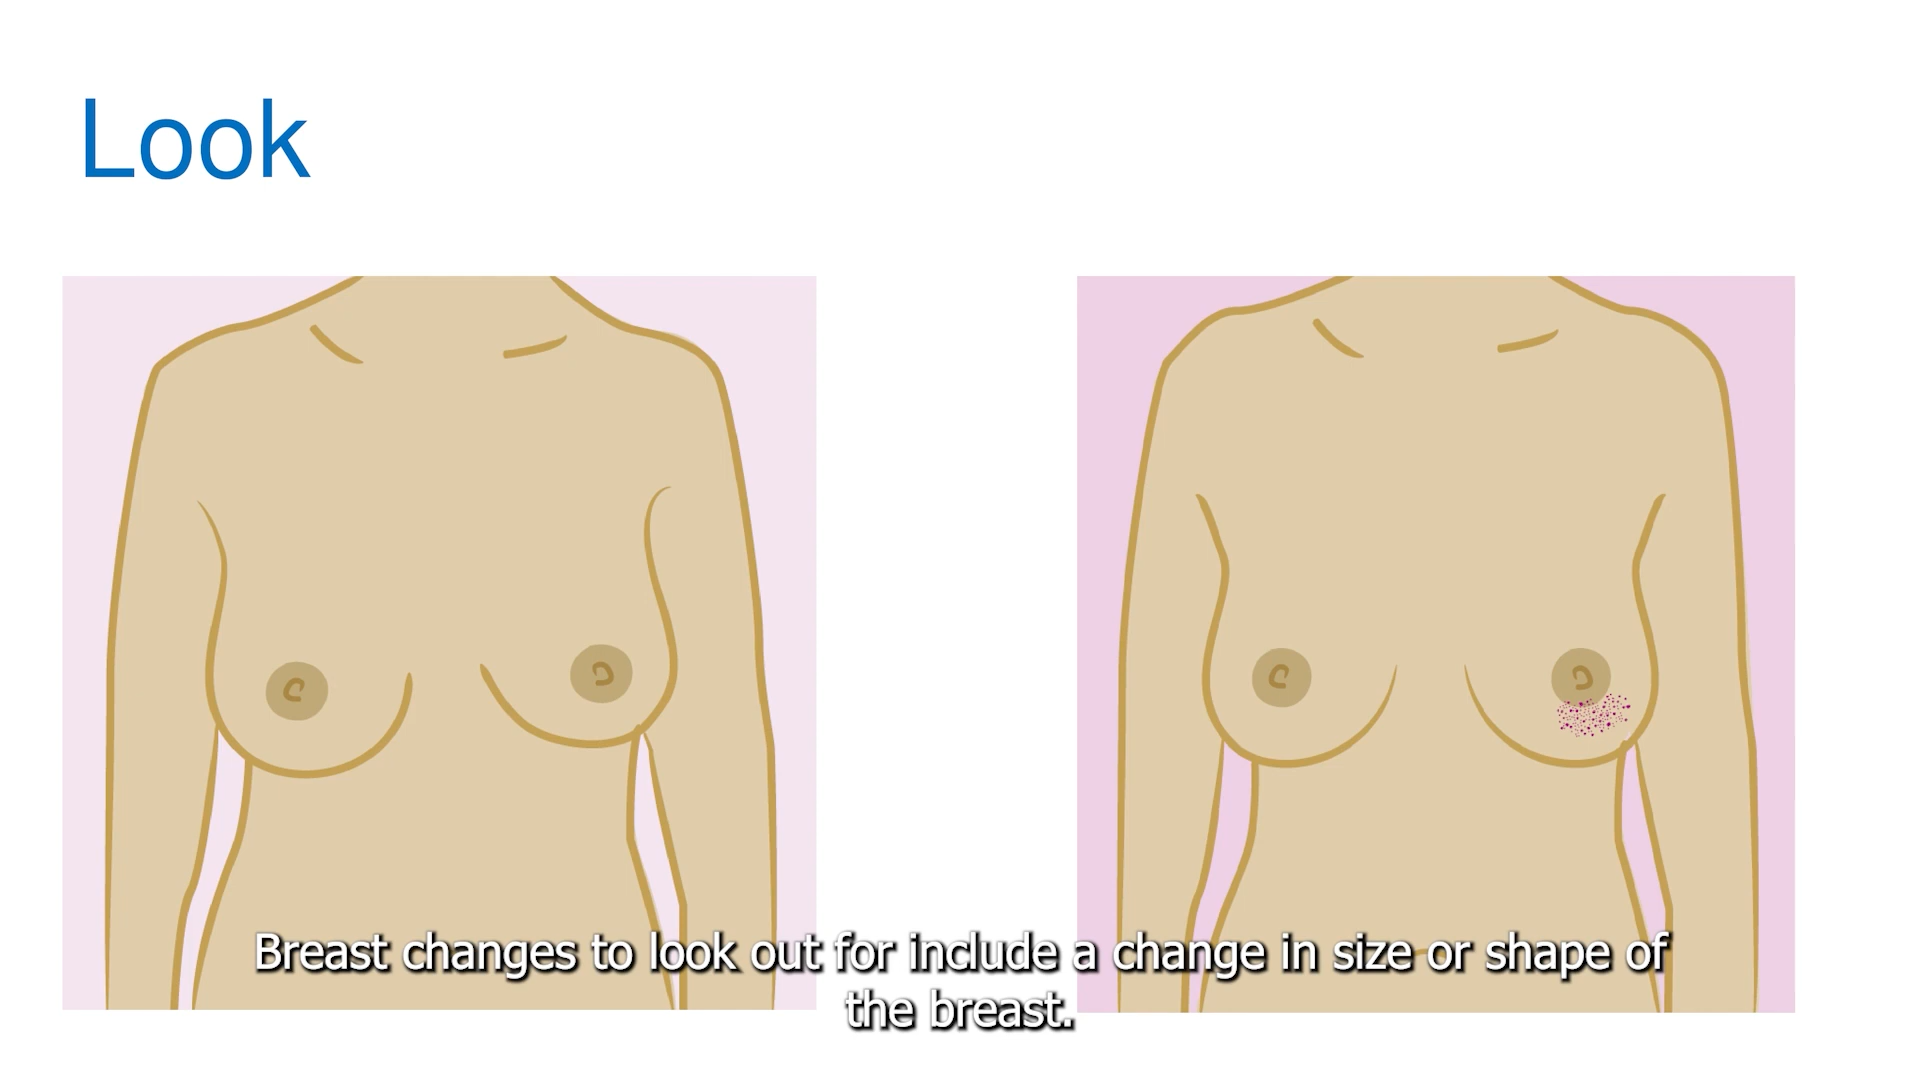 Look
Breast changes to look out for include a change in size or shape of
the breast.